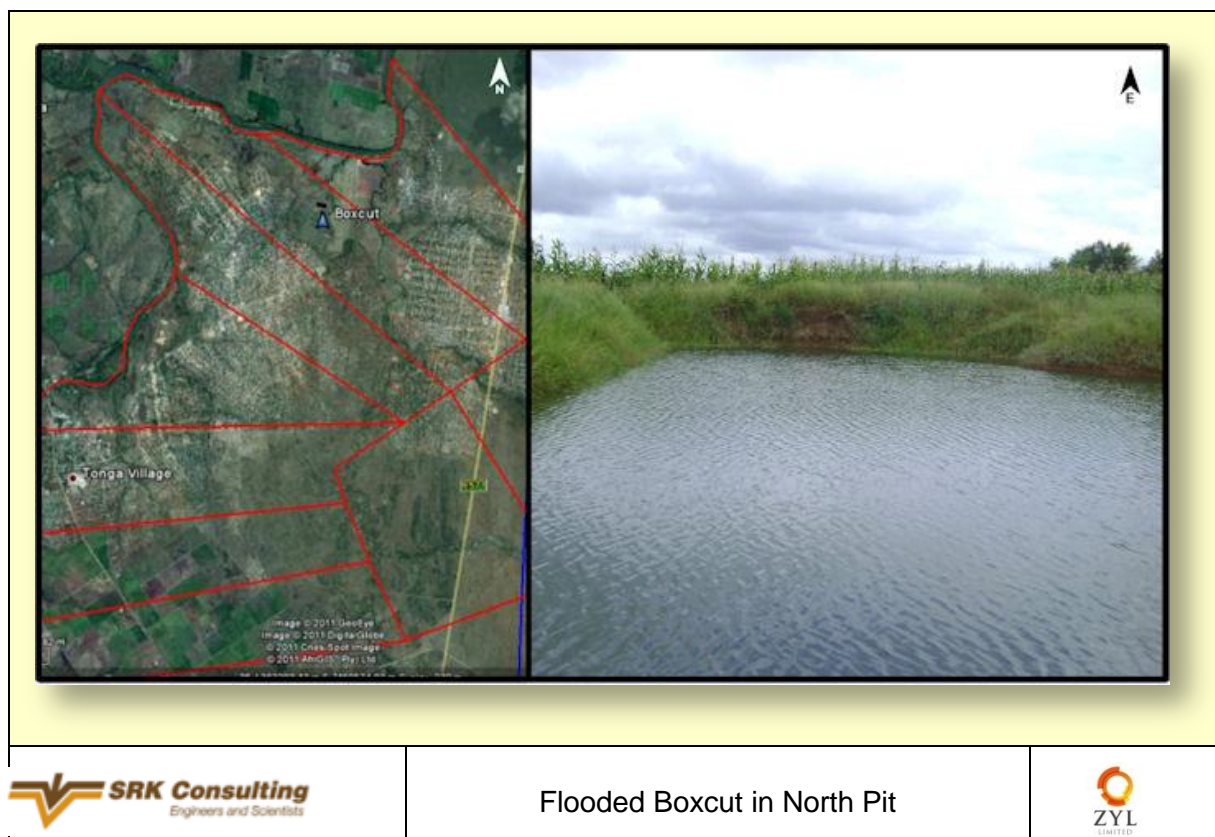 N
Boxcut
Tonga Village
Image © 2011 GeoEye
Image © 2011 DigitalGlobe
© 2011 Cnes/Spot Image
© 2011 AfriGIS (Pty) Ltd
E
SRK Consulting
Engineers and Scientists
Flooded Boxcut in North Pit
ZYL
LIMITED